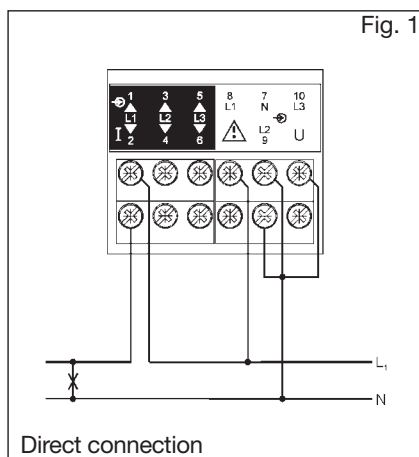 Fig. 1
1 3 5 8 7 10
L1 N L3
L1 L2 L3
L2
I 2 4 6 9 U
L1
N
Direct connection